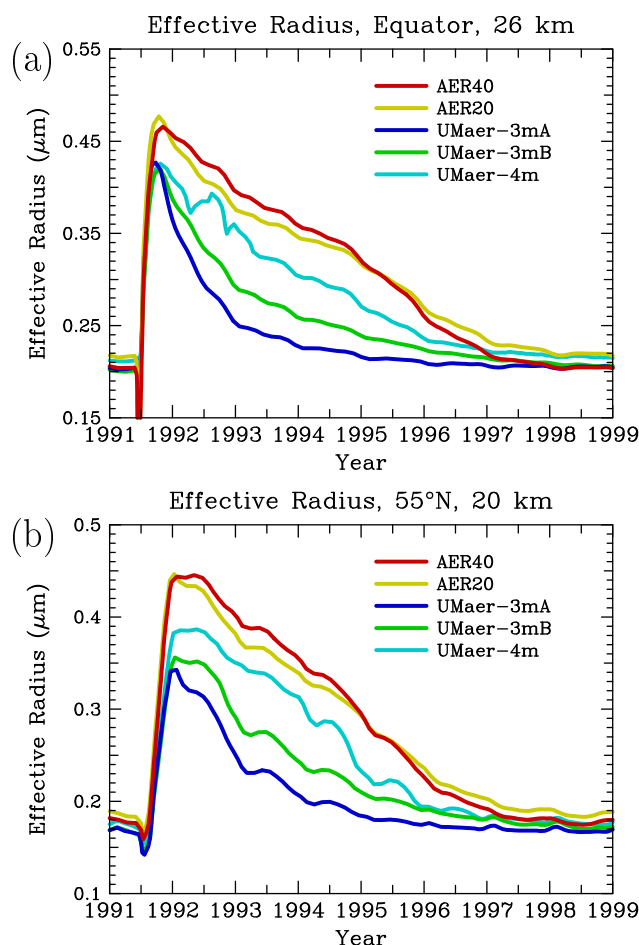 (a)
Effective Radius, Equator, 26 km
Effective Radius (μm)
0.55
0.45
0.35
0.25
0.15
AER40
AER20
UMaer-3mA
UMaer-3mB
UMaer-4m
1991 1992 1993 1994 1995 1996 1997 1998 1999
Year
(b)
Effective Radius, 55°N, 20 km
Effective Radius (μm)
0.5
0.4
0.3
0.2
0.1
AER40
AER20
UMaer-3mA
UMaer-3mB
UMaer-4m
1991 1992 1993 1994 1995 1996 1997 1998 1999
Year